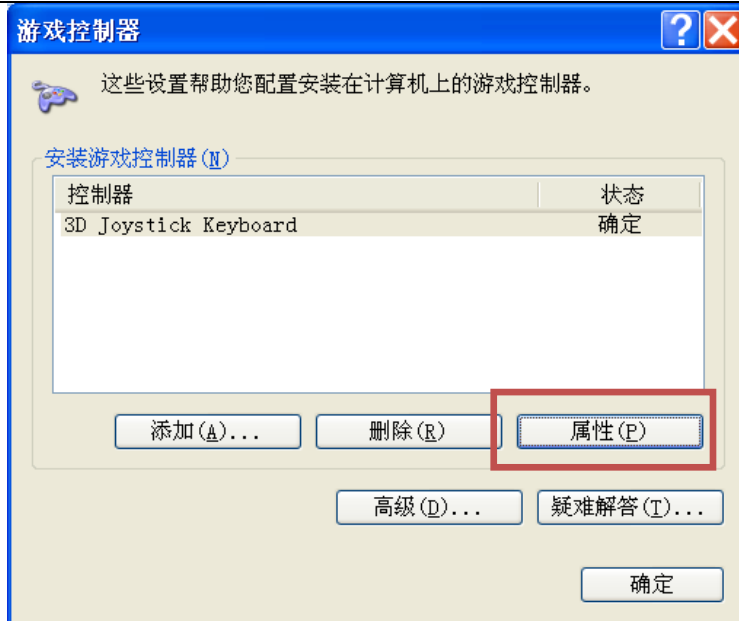 游戏控制器
这些设置帮助您配置安装在计算机上的游戏控制器。
安装游戏控制器(N)
控制器 状态
3D Joystick Keyboard 确定
添加(A)... 删除(R) 属性(P)
高级(D)... 疑难解答(T)...
确定